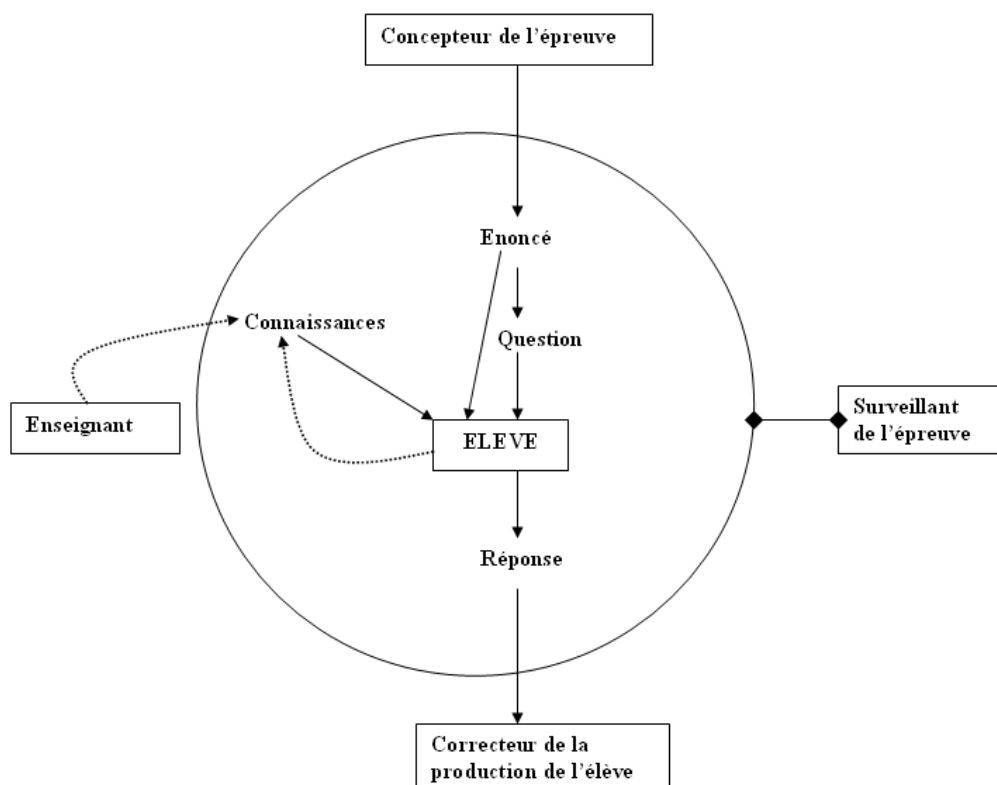 Concepteur de l'épreuve
Enoncé
Connaissances
Question
Enseignant
ELEVE
Surveillant
de l'épreuve
Réponse
Correcteur de la
production de l'élève